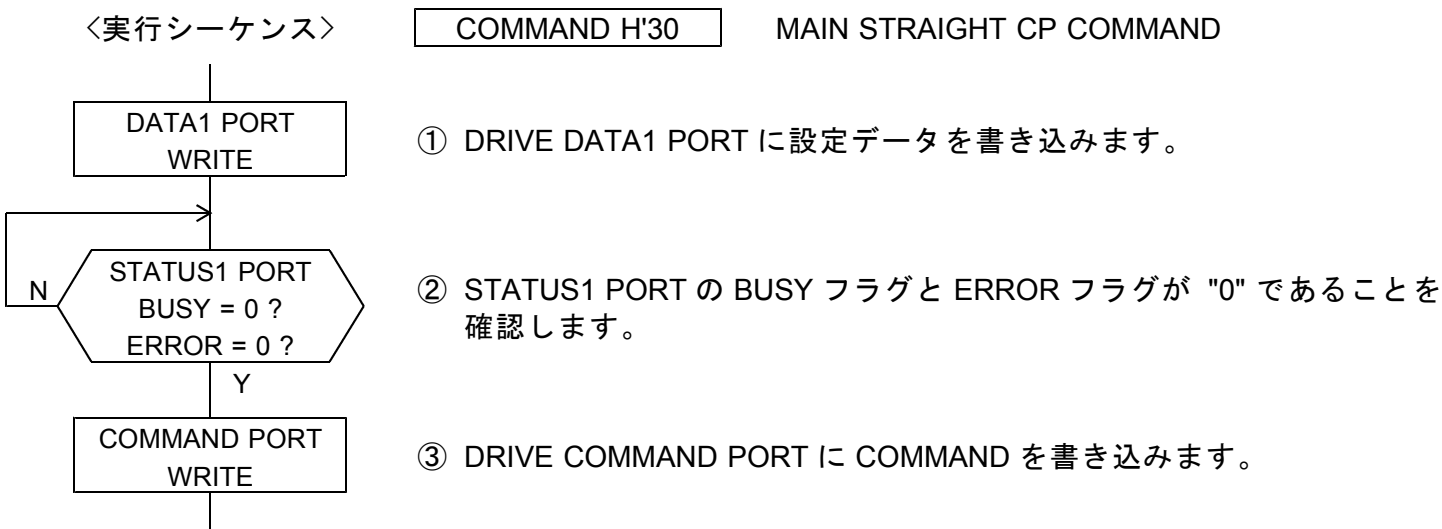 〈実行シーケンス〉 COMMAND H'30 MAIN STRAIGHT CP COMMAND
DATA1 PORT
WRITE
① DRIVE DATA1 PORT に設定データを書き込みます。
STATUS1 PORT
BUSY = 0 ?
ERROR = 0 ?
N
② STATUS1 PORT の BUSY フラグと ERROR フラグが "0" であることを
確認します。
Y
COMMAND PORT
WRITE
③ DRIVE COMMAND PORT に COMMAND を書き込みます。